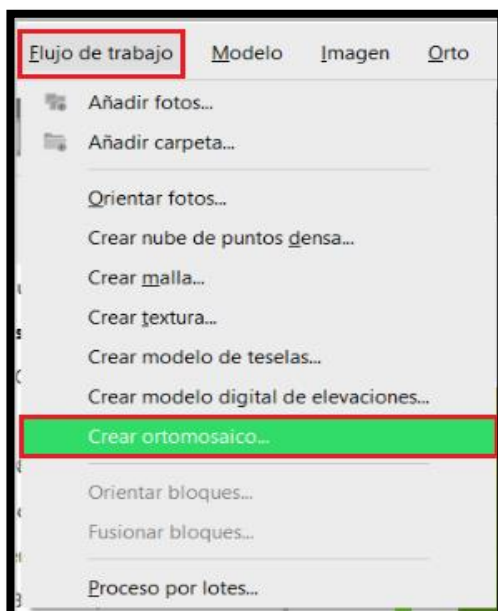 Flujo de trabajo Modelo Imagen Orto
Añadir fotos...
Añadir carpeta...
Orientar fotos...
Crear nube de puntos densa...
Crear malla...
Crear textura...
Crear modelo de teselas...
Crear modelo digital de elevaciones...
Crear ortomosaico...
Orientar bloques...
Fusionar bloques...
Proceso por lotes...